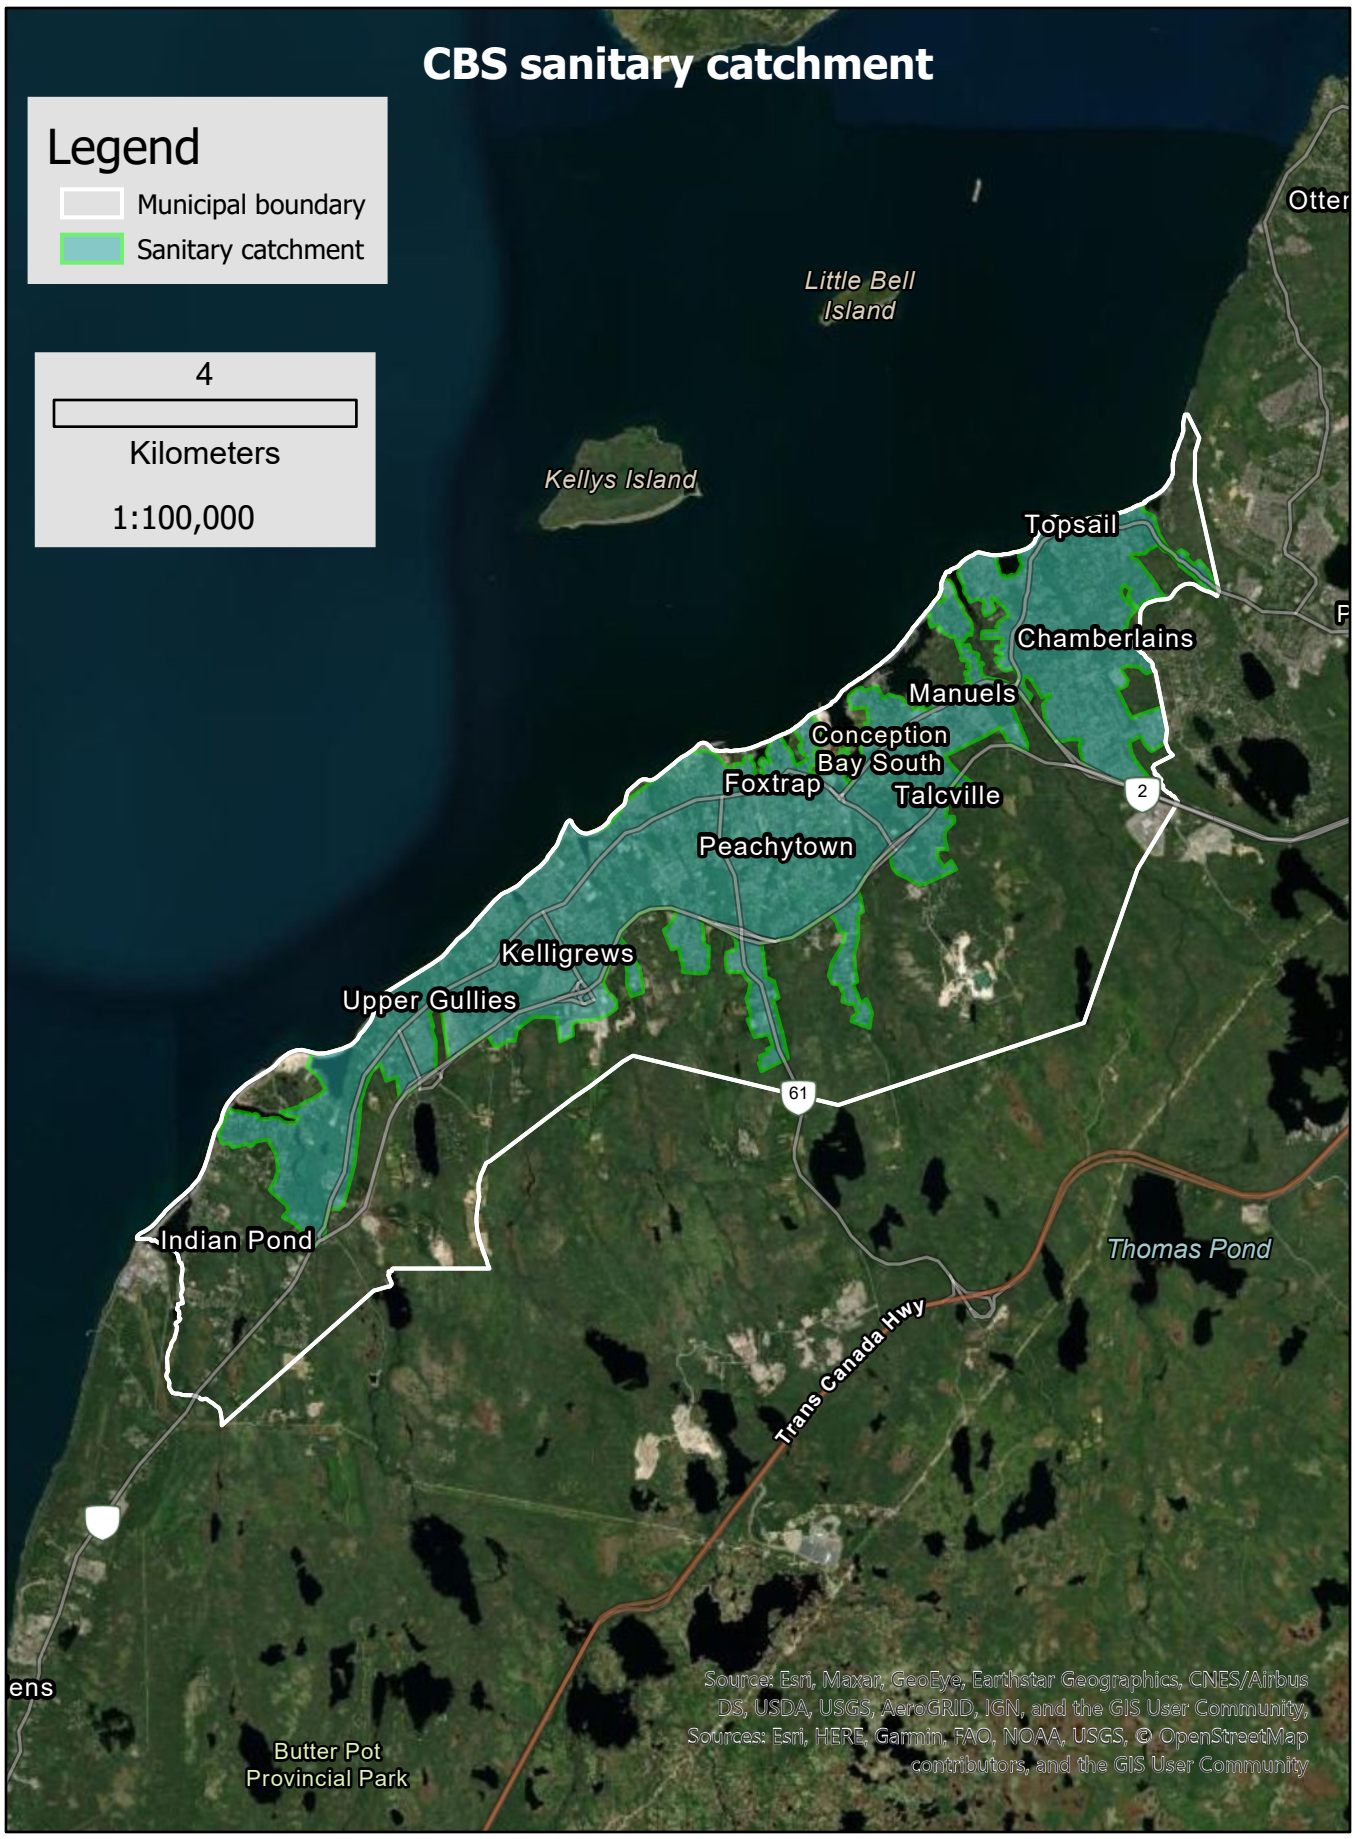 CBS sanitary catchment
Legend
Municipal boundary
Sanitary catchment
4
Kilometers
1:100,000
Otter
Little Bell
Island
Kellys Island
Topsail
P
Chamberlains
Manuels
Conception
Bay South
Foxtrap
Talcville
2
Peachytown
Kelligrews
Upper Gullies
61
Indian Pond
Thomas Pond
Trans Canada Hwy
ens
Source: Esri, Maxar, GeoEye, Earthstar Geographics, CNES/Airbus
DS, USDA, USGS, AeroGRID, IGN, and the GIS User Community,
Sources: Esri, HERE, Garmin, FAO, NOAA, USGS, © OpenStreetMap
contributors, and the GIS User Community
Butter Pot
Provincial Park